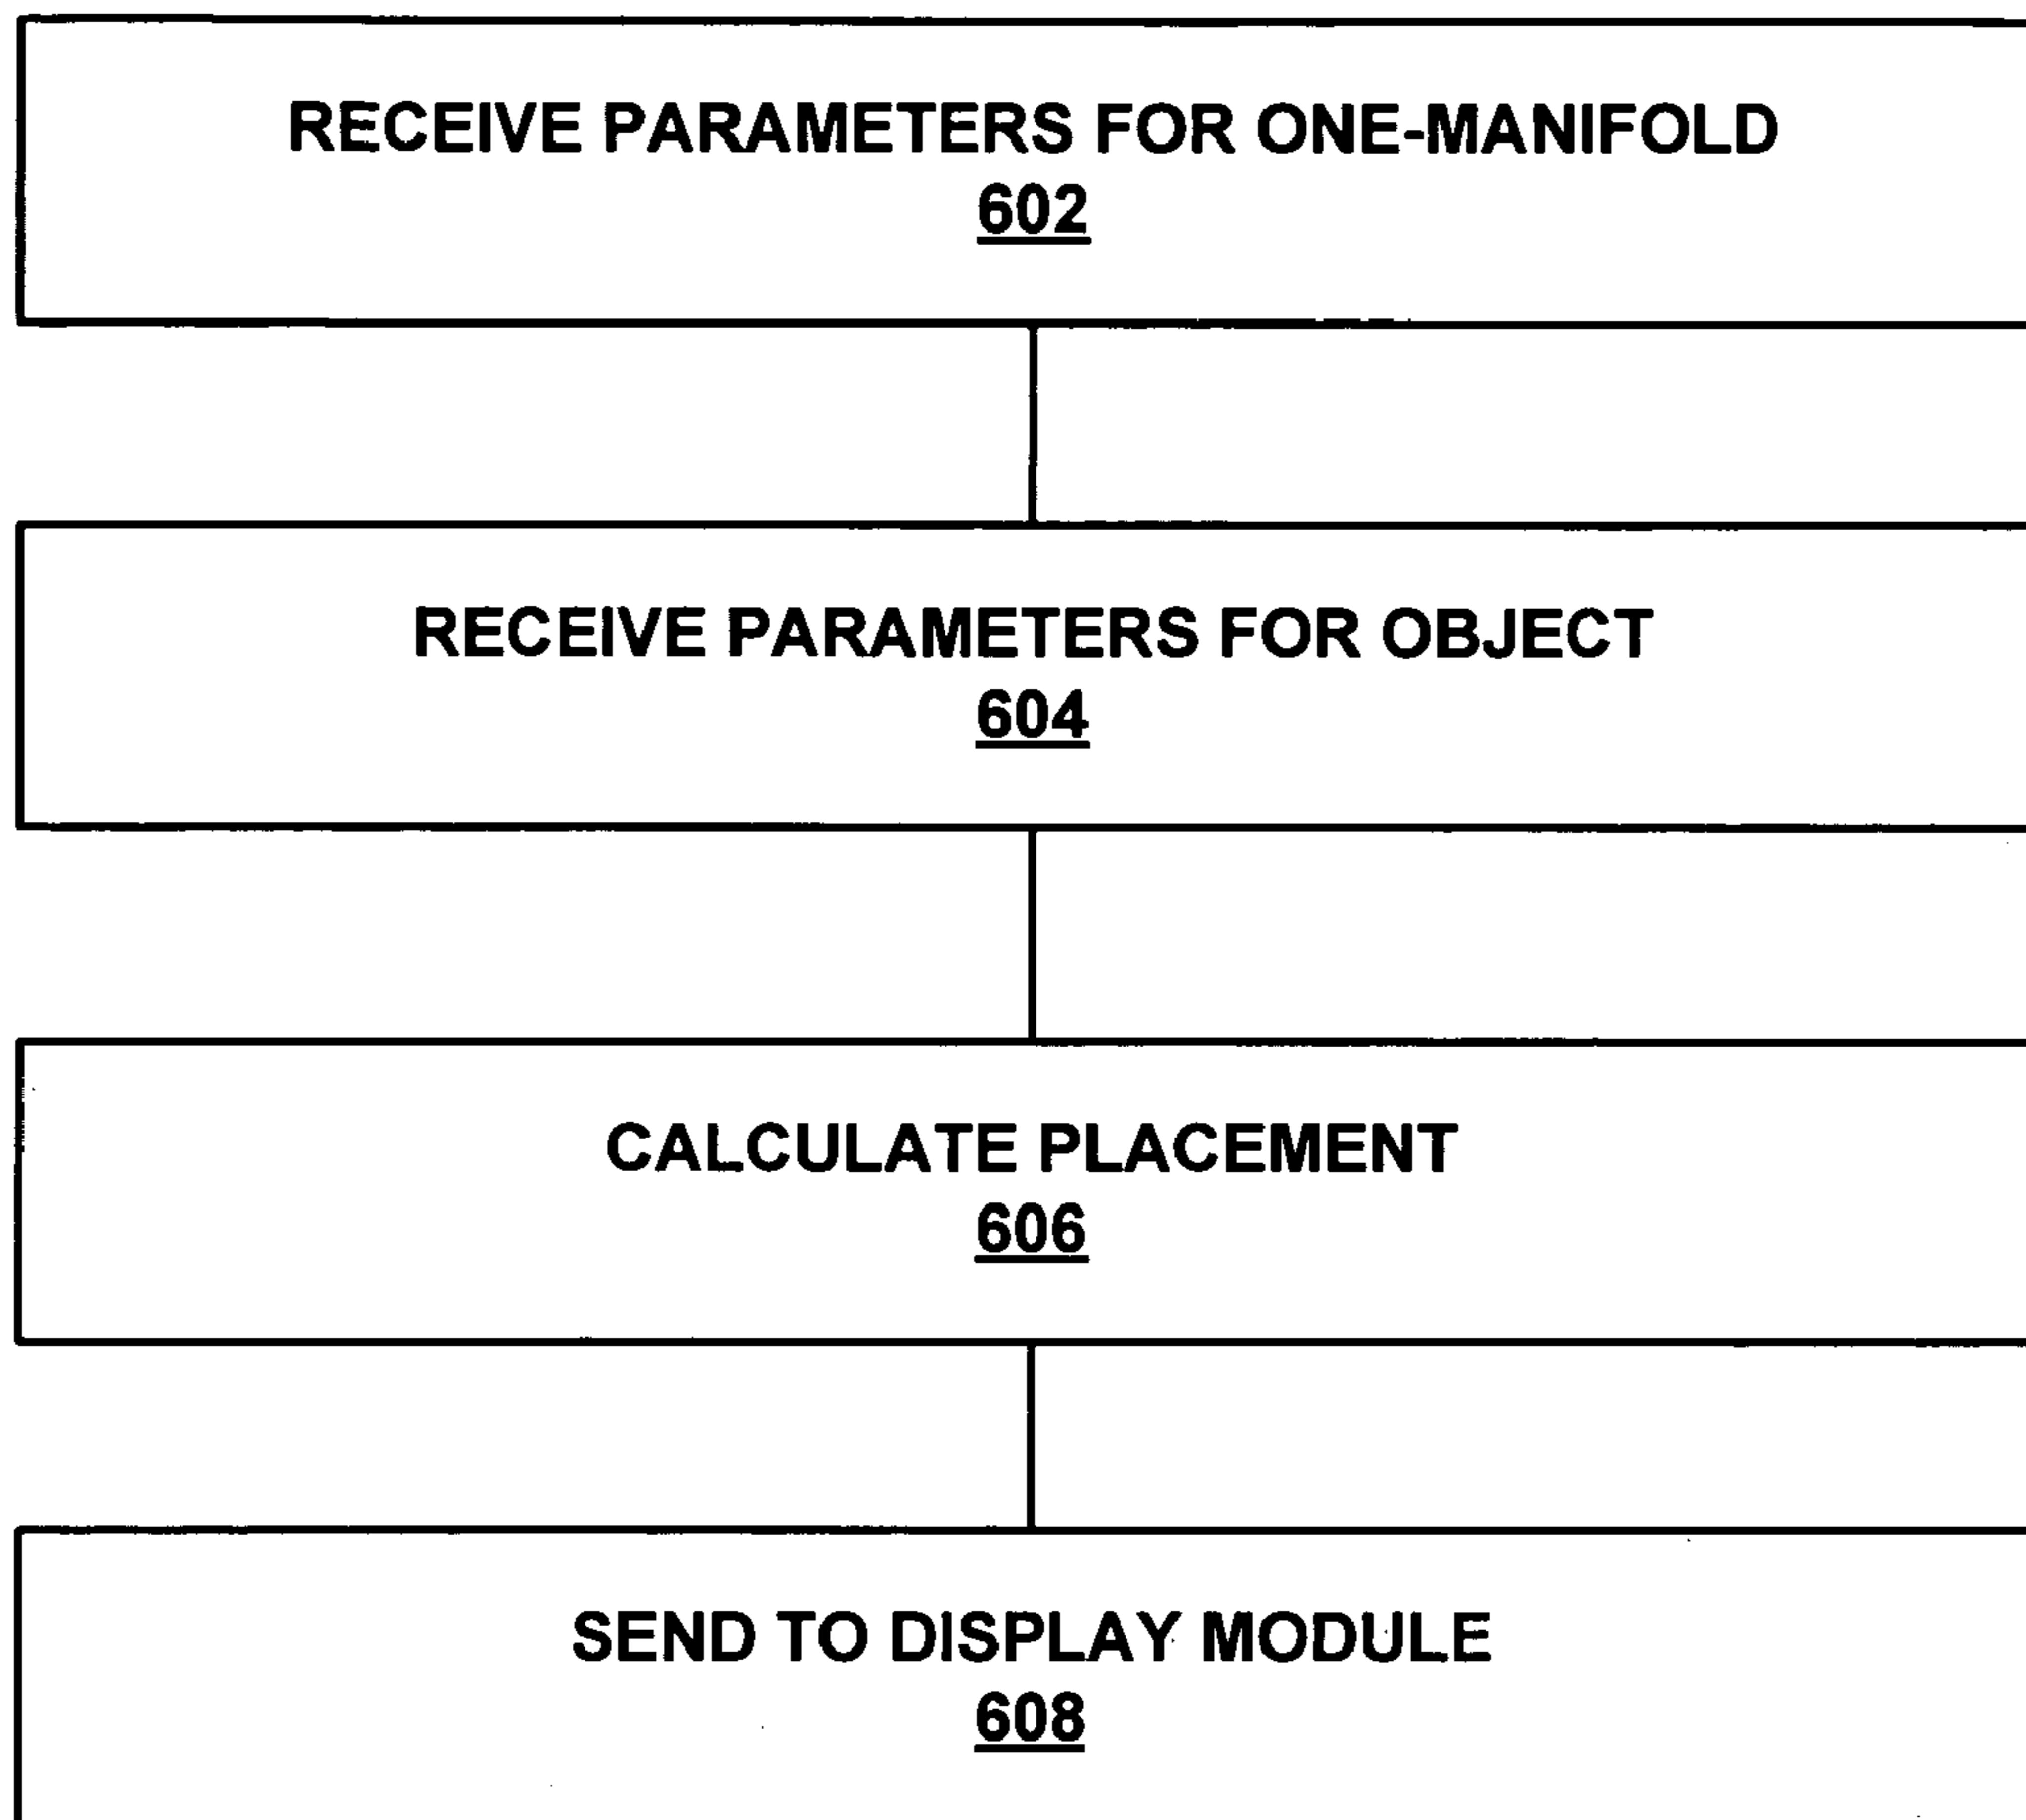 RECEIVE PARAMETERS FOR ONE-MANIFOLD
602
RECEIVE PARAMETERS FOR OBJECT
604
CALCULATE PLACEMENT
606
SEND TO DISPLAY MODULE
608